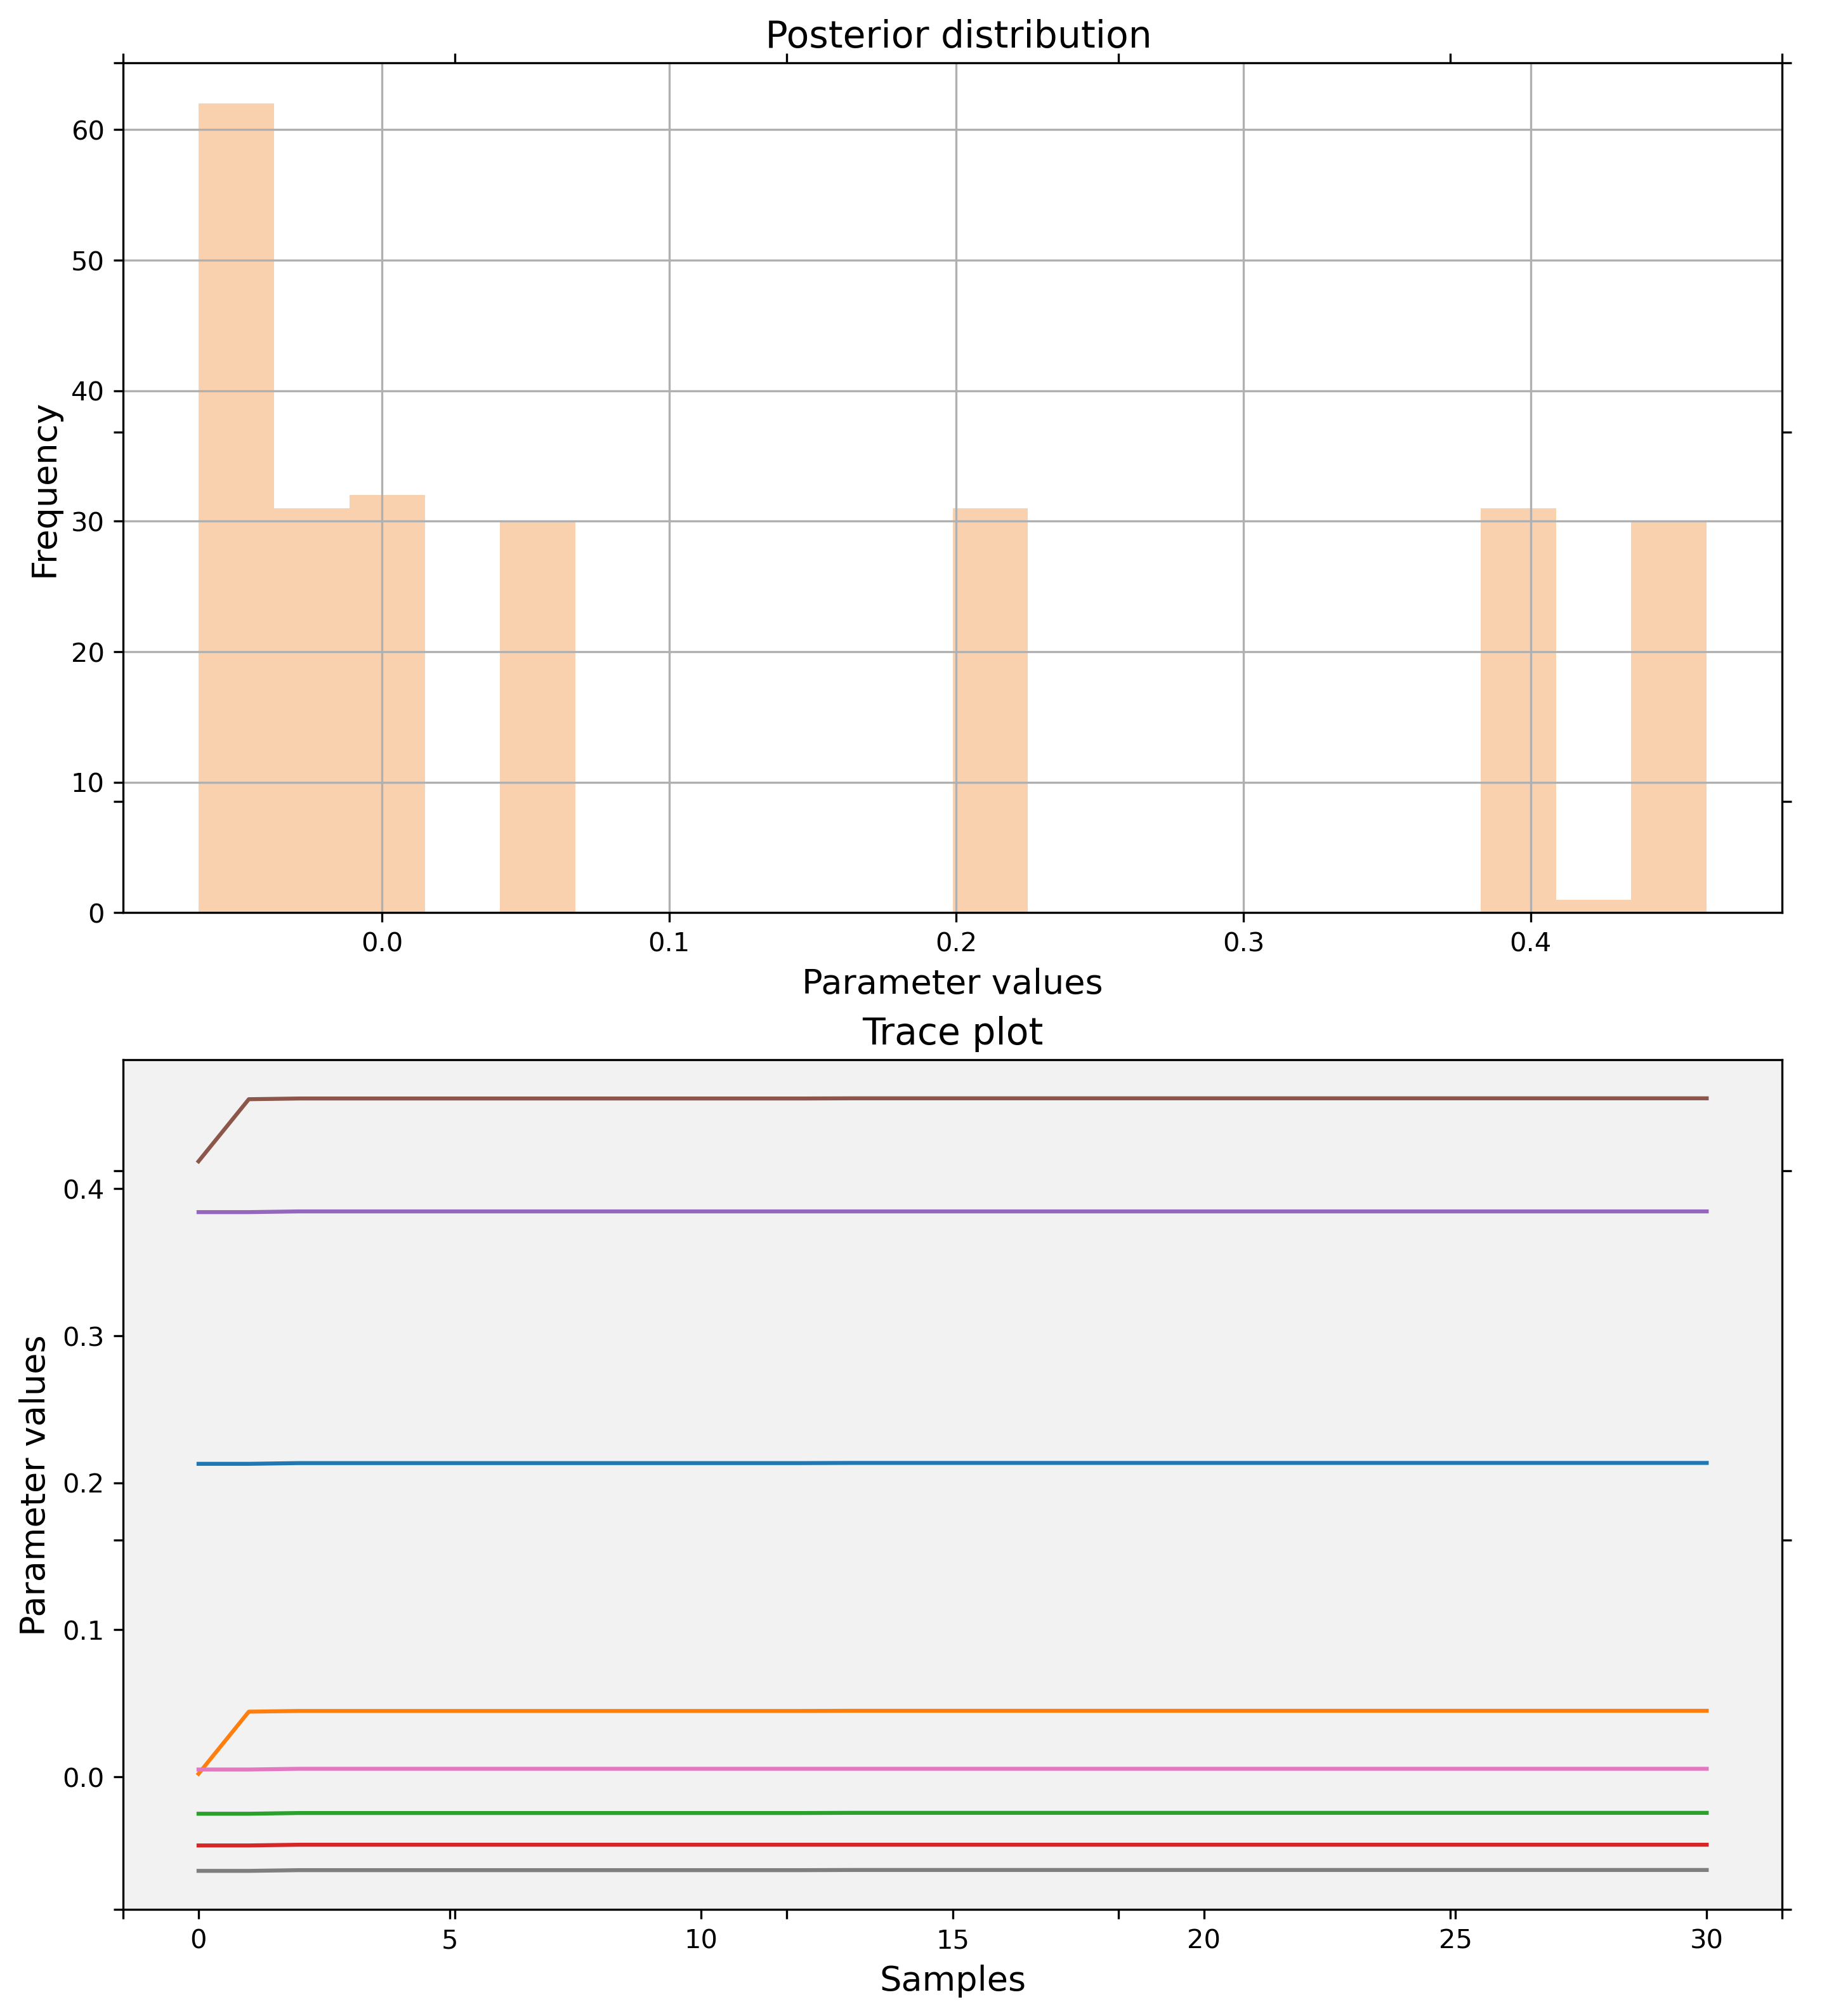 Posterior distribution
60
50
40
30
20
10
0
Frequency
0.0 0.1 0.2 0.3 0.4
Parameter values
Trace plot
0.4
0.3
0.2
0.1
0.0
Parameter values
0 5 10 15 20 25 30
Samples